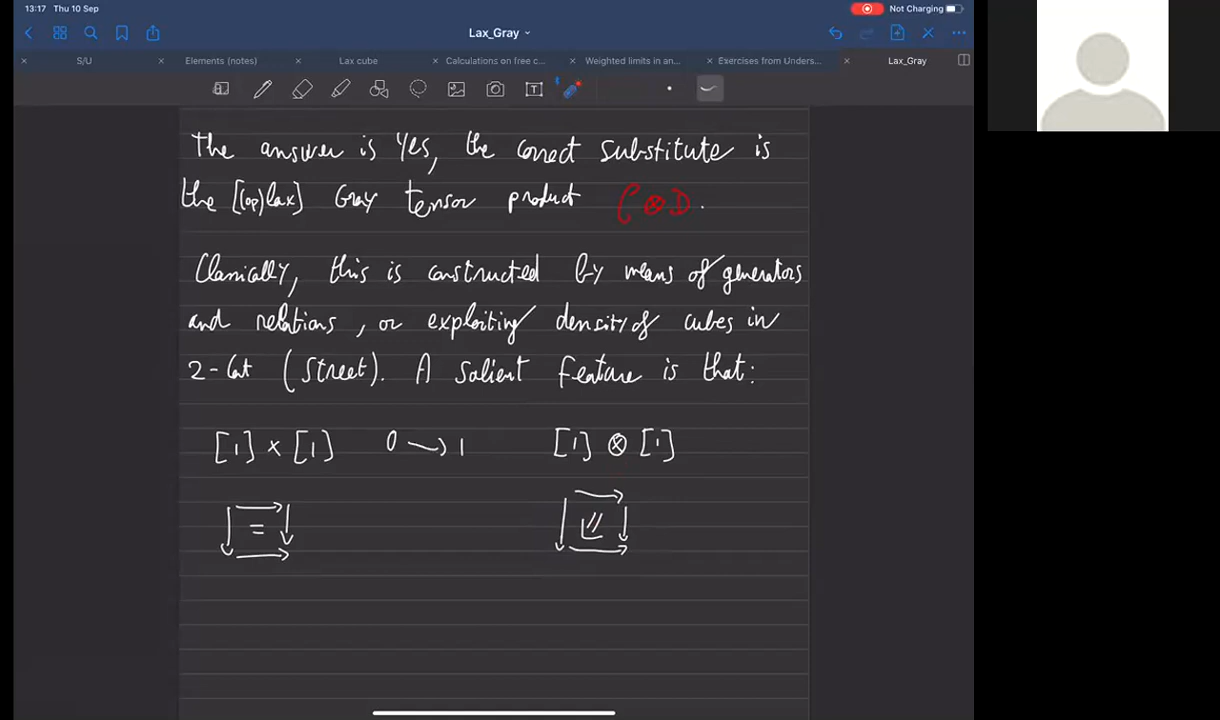 13:17 Thu 10 Sep
Not Charging
Lax_Gray
S/U
Elements (notes)
Lax cube
Calculations on free c...
Weighted limits in an...
Exercises from Unders...
Lax_Gray
The answer is Yes, the correct substitute is
the [(op)lax] Gray tensor product C ⊗ D.
Classically, this is constructed by means of generators
and relations, or exploiting density of cubes in
2-Cat (Street). A salient feature is that:
[1] × [1] 0 → 1 [1] ⊗ [1]
=